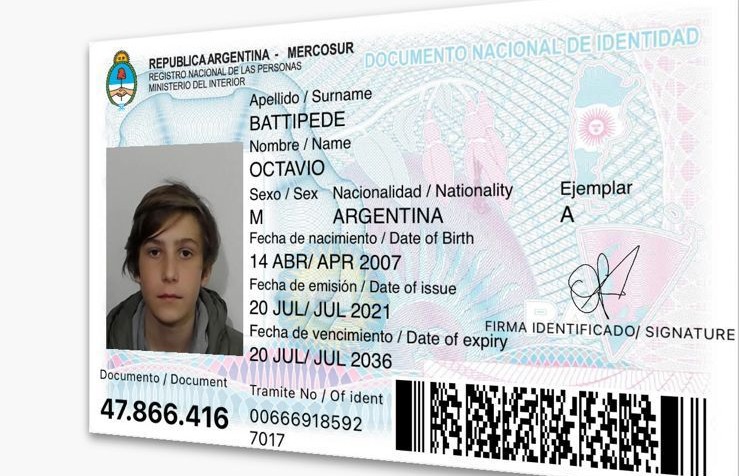 REPUBLICA ARGENTINA - MERCOSUR
REGISTRO NACIONAL DE LAS PERSONAS
MINISTERIO DEL INTERIOR
DOCUMENTO NACIONAL DE IDENTIDAD
Apellido / Surname
BATTIPEDE
Nombre / Name
OCTAVIO
Sexo / Sex Nacionalidad / Nationality Ejemplar
M ARGENTINA A
Fecha de nacimiento / Date of Birth
14 ABR/ APR 2007
Fecha de emisión / Date of issue
20 JUL/ JUL 2021
Fecha de vencimiento / Date of expiry
20 JUL/ JUL 2036
FIRMA IDENTIFICADO/ SIGNATURE
Documento / Document
47.866.416
Tramite No / Of ident
00666918592
7017